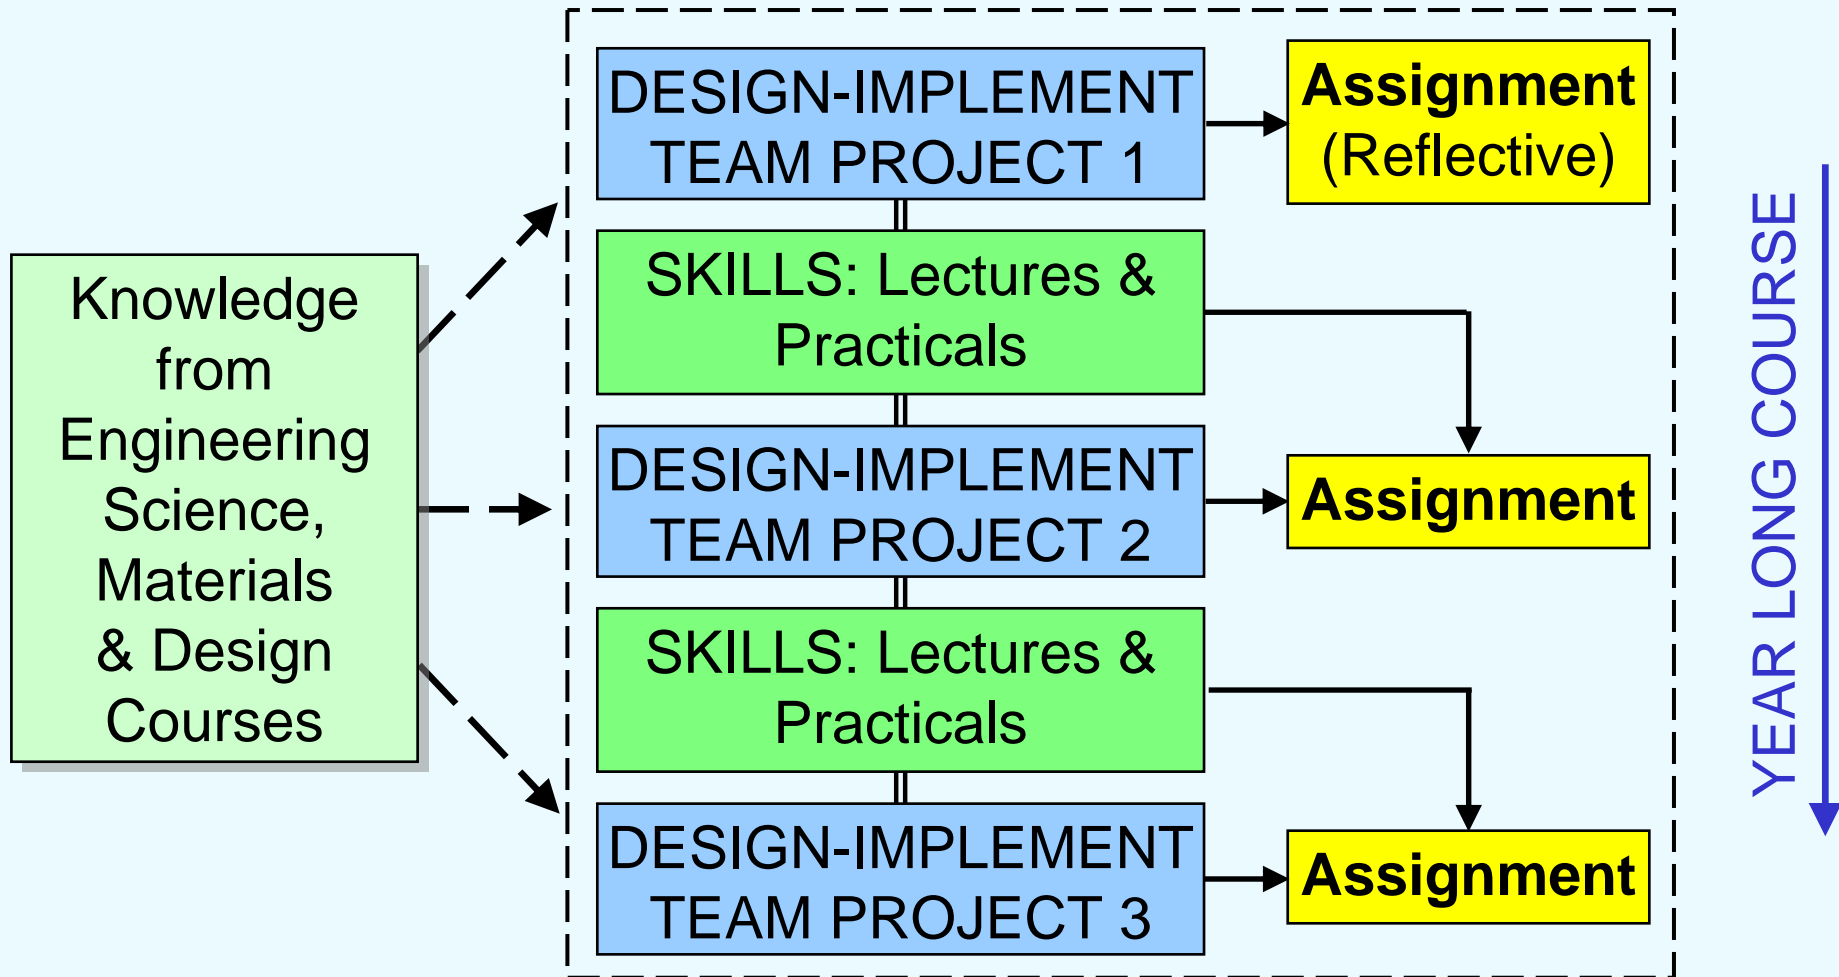 Knowledge
from
Engineering
Science,
Materials
& Design
Courses
DESIGN-IMPLEMENT
TEAM PROJECT 1
Assignment
(Reflective)
SKILLS: Lectures &
Practicals
DESIGN-IMPLEMENT
TEAM PROJECT 2
Assignment
SKILLS: Lectures &
Practicals
DESIGN-IMPLEMENT
TEAM PROJECT 3
Assignment
YEAR LONG COURSE